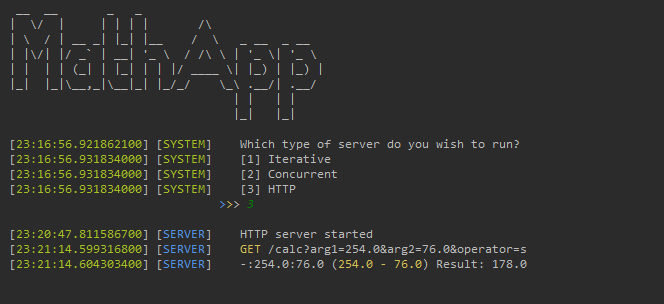 MathApp
[23:16:56.921862100] [SYSTEM] Which type of server do you wish to run?
[23:16:56.931834000] [SYSTEM] [1] Iterative
[23:16:56.931834000] [SYSTEM] [2] Concurrent
[23:16:56.931834000] [SYSTEM] [3] HTTP
>>> 3
[23:20:47.811586700] [SERVER] HTTP server started
[23:21:14.599316800] [SERVER] GET /calc?arg1=254.0&arg2=76.0&operator=s
[23:21:14.604303400] [SERVER] -:254.0:76.0 (254.0 - 76.0) Result: 178.0